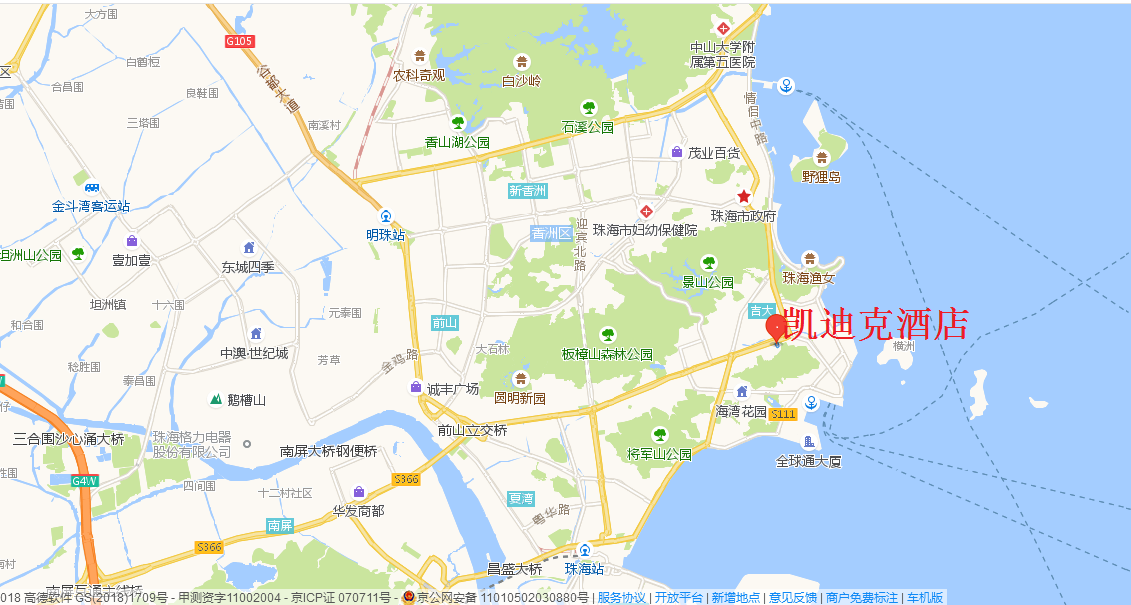 大方围
G105
中山大学附
属第五医院
区
白鹤桓
农科奇观
白沙岭
合昌围
良鞋围
谷都大道
情侣中路
三塔围
南溪村
石溪公园
香山湖公园
茂业百货
野狸岛
金斗湾客运站
新香洲
珠海市政府
明珠站
香洲区
迎宾北路
珠海市妇幼保健院
坦洲山公园
壹加壹
东城四季
景山公园
珠海渔女
坦洲镇
十六围
元泰围
吉大
凯迪克酒店
和合围
前山
横洲
中澳·世纪城
芳草
金鸡路
大石林
板樟山森林公园
稔胜围
泰昌围
诚丰广场
圆明新园
鹅槽山
海湾花园
S111
前山立交桥
三合围沙心涌大桥
珠海格力电器
股份有限公司
南屏大桥钢便桥
将军山公园
全球通大厦
G4W
四间围
十二村社区
S366
华发商都
夏湾
粤华路
南屏
S366
昌盛大桥
珠海站
南屏互通主线桥
018 高德软件 GS(2018)1709号 - 甲测资字11002004 - 京ICP证 070711号 - 京公网安备 11010502030880号 | 服务协议 | 开放平台 | 新增地点 | 意见反馈 | 商户免费标注 | 车机版